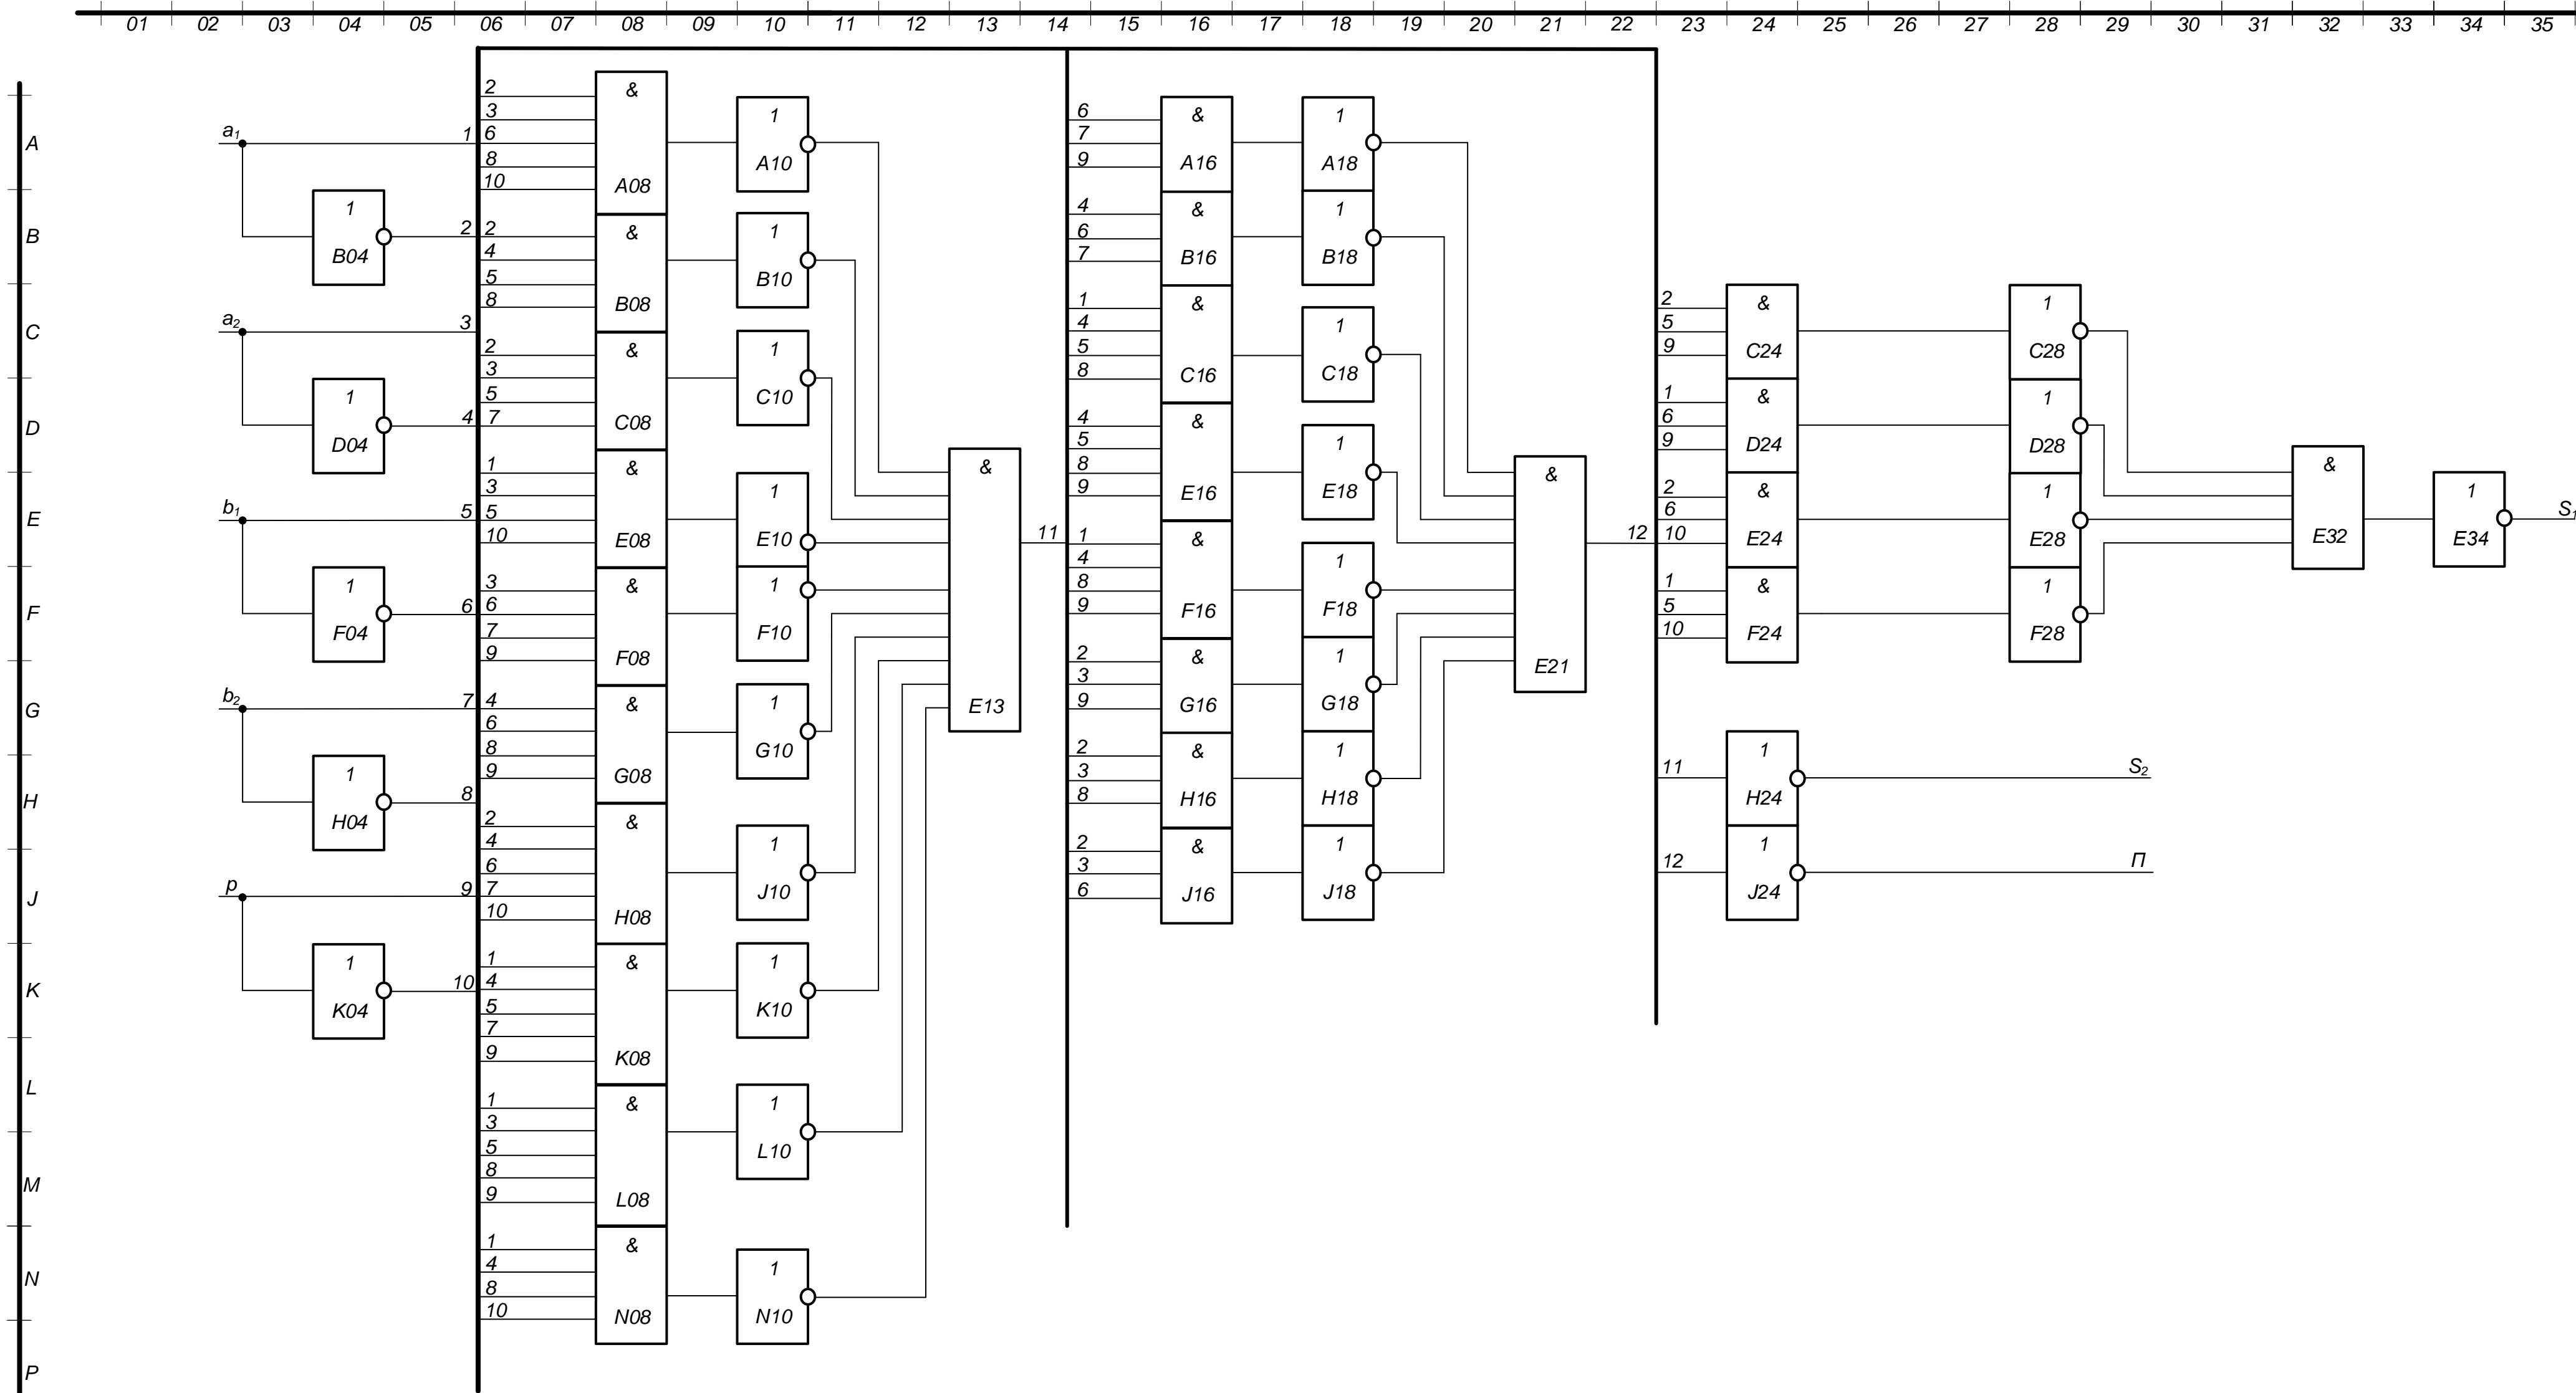 01 02 03 04 05 06 07 08 09 10 11 12 13 14 15 16 17 18 19 20 21 22 23 24 25 26 27 28 29 30 31 32 33 34 35
A
B
C
D
E
F
G
H
J
K
L
M
N
P
a₁ 1
1
B04 2
a₂ 3
1
D04 4
b₁ 5
1
F04 6
b₂ 7
1
H04 8
p 9
1
K04 10
2 3 6 8 10
&
A08
2 4 5 8
&
B08
2 3 5 7
&
C08
1 3 5 10
&
E08
3 6 7 9
&
F08
4 6 8 9
&
G08
2 4 6 7 10
&
H08
1 4 5 7 9
&
K08
1 3 5 8 9
&
L08
1 4 8 10
&
N08
1
A10
1
B10
1
C10
1
E10
1
F10
1
G10
1
J10
1
K10
1
L10
1
N10
&
E13
11
6 7 9
&
A16
4 6 7
&
B16
1 4 5 8
&
C16
4 5 8 9
&
E16
1 4 8 9
&
F16
2 3 9
&
G16
2 3 8
&
H16
2 3 6
&
J16
1
A18
1
B18
1
C18
1
E18
1
F18
1
G18
1
H18
1
J18
&
E21
12
2 5 9
&
C24
1 6 9
&
D24
2 6 10
&
E24
1 5 10
&
F24
11
1
H24
S₂
12
1
J24
П
1
C28
1
D28
1
E28
1
F28
&
E32
1
E34
S₁